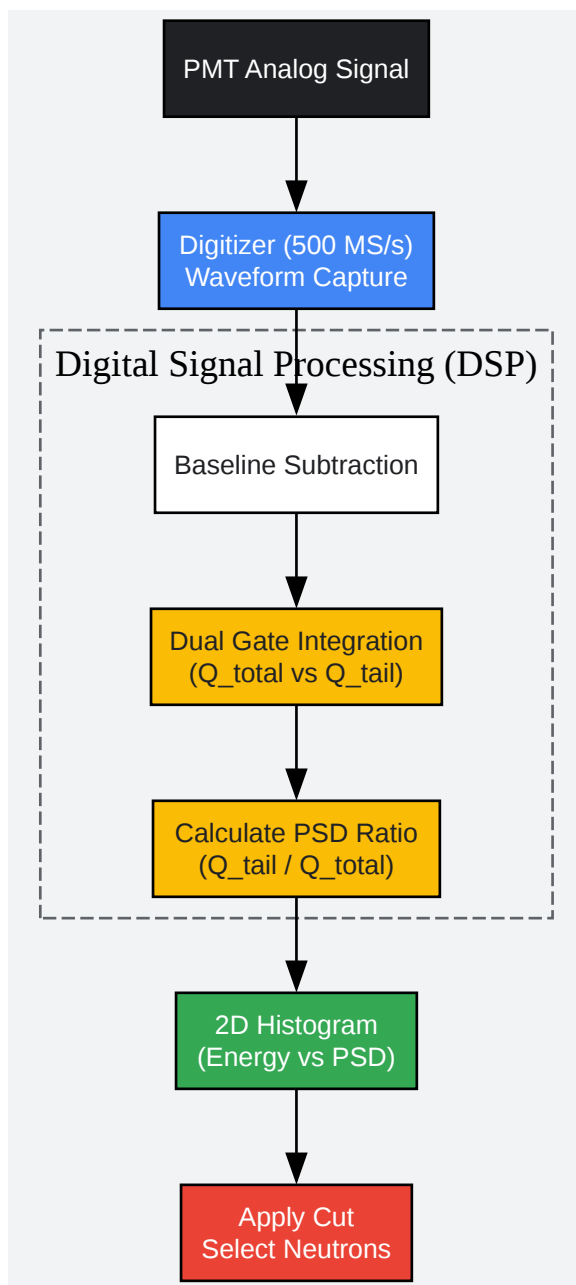 PMT Analog Signal
Digitizer (500 MS/s)
Waveform Capture
Digital Signal Processing (DSP)
Baseline Subtraction
Dual Gate Integration
(Q_total vs Q_tail)
Calculate PSD Ratio
(Q_tail / Q_total)
2D Histogram
(Energy vs PSD)
Apply Cut
Select Neutrons